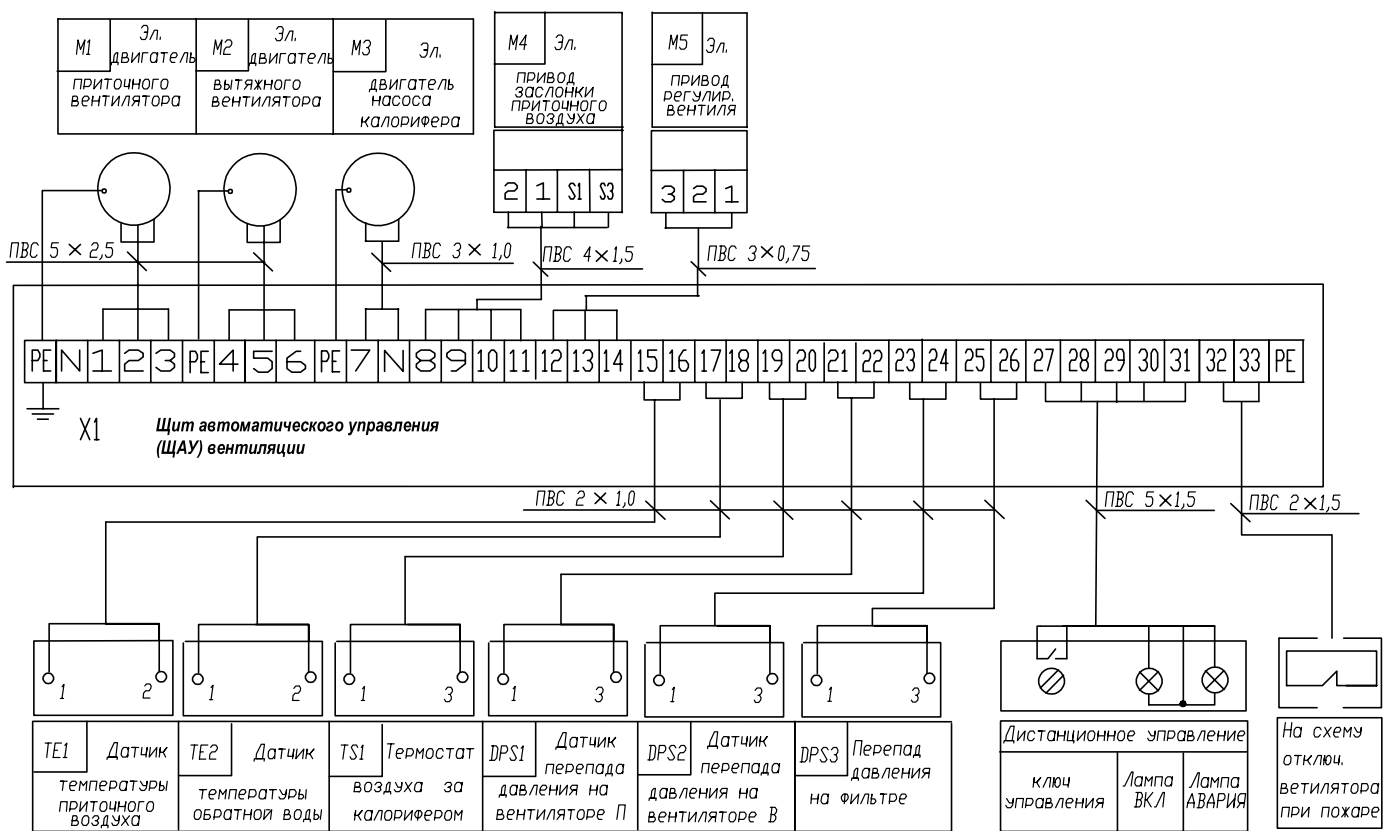 М1 Эл. двигатель
приточного
вентилятора
М2 Эл. двигатель
вытяжного
вентилятора
М3 Эл.
двигатель
насоса
калорифера
М4 Эл.
привод
заслонки
приточного
воздуха
М5 Эл.
привод
регулир.
вентиля
2 1 S1 S3
3 2 1
ПВС 5 × 2,5
ПВС 3 × 1,0
ПВС 4×1,5
ПВС 3×0,75
PE N 1 2 3 PE 4 5 6 PE 7 N 8 9 10 11 12 13 14 15 16 17 18 19 20 21 22 23 24 25 26 27 28 29 30 31 32 33 PE
X1
Щит автоматического управления
(ЩАУ) вентиляции
ПВС 2 × 1,0
ПВС 5×1,5
ПВС 2×1,5
1 2
1 2
1 3
1 3
1 3
1 3
TE1 Датчик
температуры
приточного
воздуха
TE2 Датчик
температуры
обратной воды
TS1 Термостат
воздуха за
калорифером
DPS1 Датчик
перепада
давления на
вентиляторе П
DPS2 Датчик
перепада
давления на
вентиляторе В
DPS3 Перепад
давления
на фильтре
Дистанционное управление
ключ
управления
Лампа
ВКЛ
Лампа
АВАРИЯ
На схему
отключ.
ветилятора
при пожаре